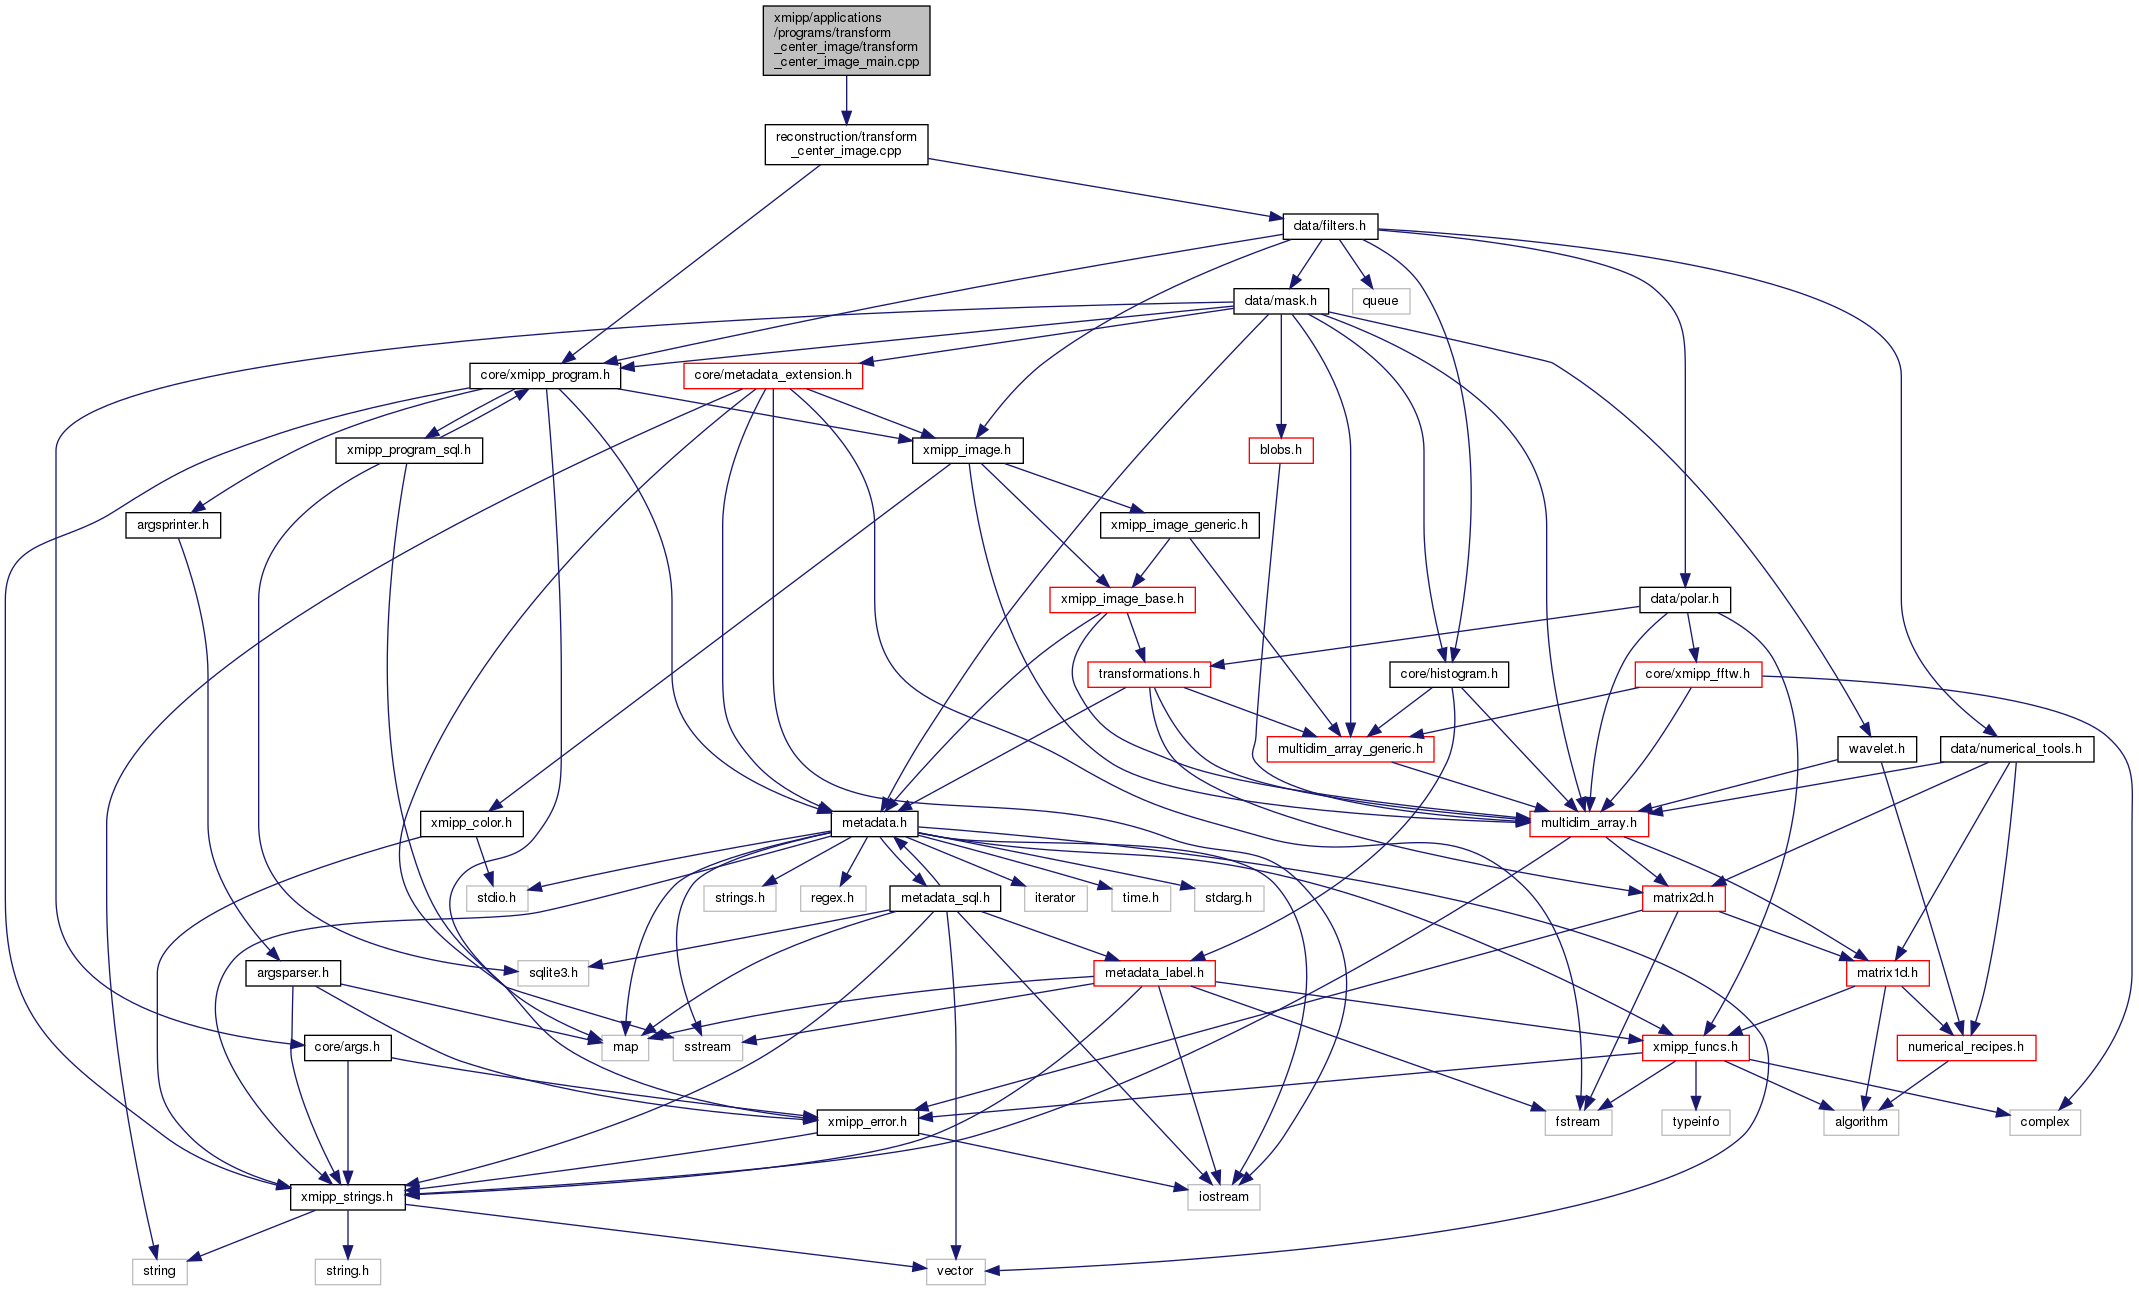 xmipp/applications
/programs/transform
_center_image/transform
_center_image_main.cpp
reconstruction/transform
_center_image.cpp
data/filters.h
data/mask.h
queue
core/xmipp_program.h
core/metadata_extension.h
xmipp_program_sql.h
xmipp_image.h
blobs.h
argsprinter.h
xmipp_image_generic.h
xmipp_image_base.h
data/polar.h
transformations.h
core/histogram.h
core/xmipp_fftw.h
multidim_array_generic.h
wavelet.h
data/numerical_tools.h
xmipp_color.h
metadata.h
multidim_array.h
stdio.h
strings.h
regex.h
metadata_sql.h
iterator
time.h
stdarg.h
matrix2d.h
argsparser.h
sqlite3.h
metadata_label.h
matrix1d.h
core/args.h
map
sstream
xmipp_funcs.h
numerical_recipes.h
xmipp_error.h
fstream
typeinfo
algorithm
complex
xmipp_strings.h
iostream
string
string.h
vector